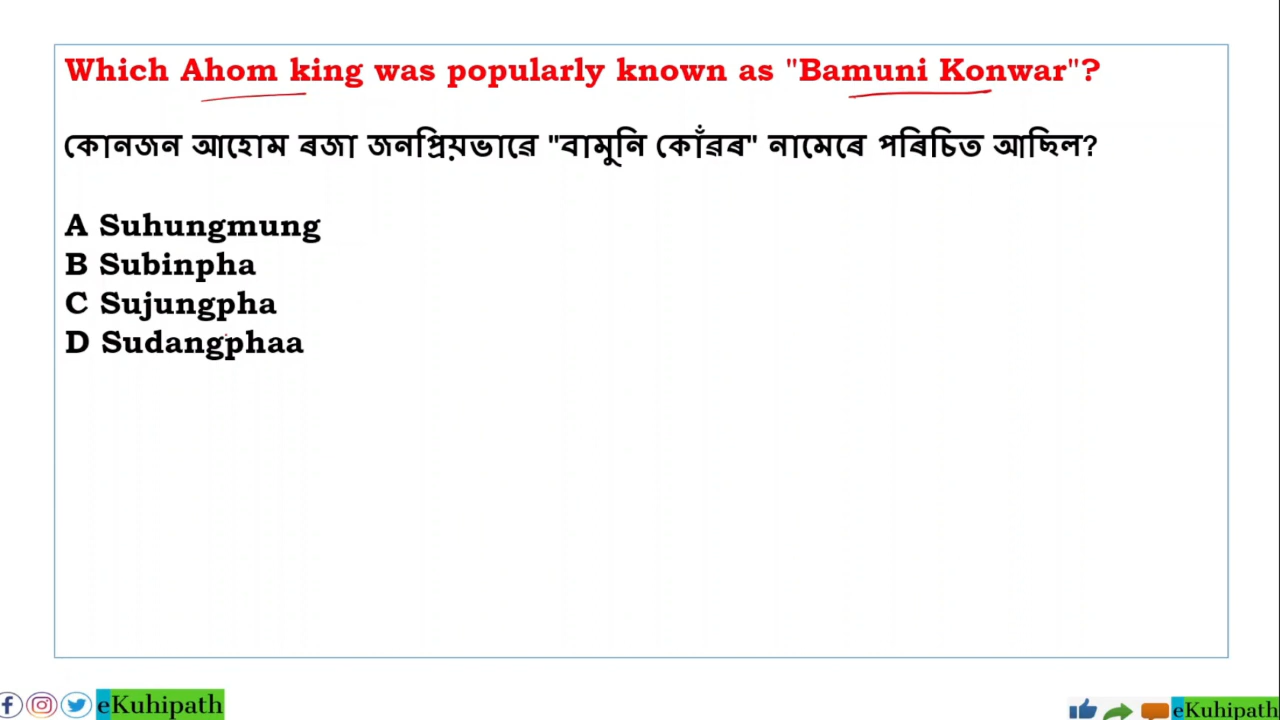 Which Ahom king was popularly known as "Bamuni Konwar"?
কোনজন আহোম ৰজা জনপ্ৰিয়ভাৱে "বামুনি কোঁৱৰ" নামেৰে পৰিচিত আছিল?
A Suhungmung
B Subinpha
C Sujungpha
D Sudangphaa
eKuhipath
eKuhipath